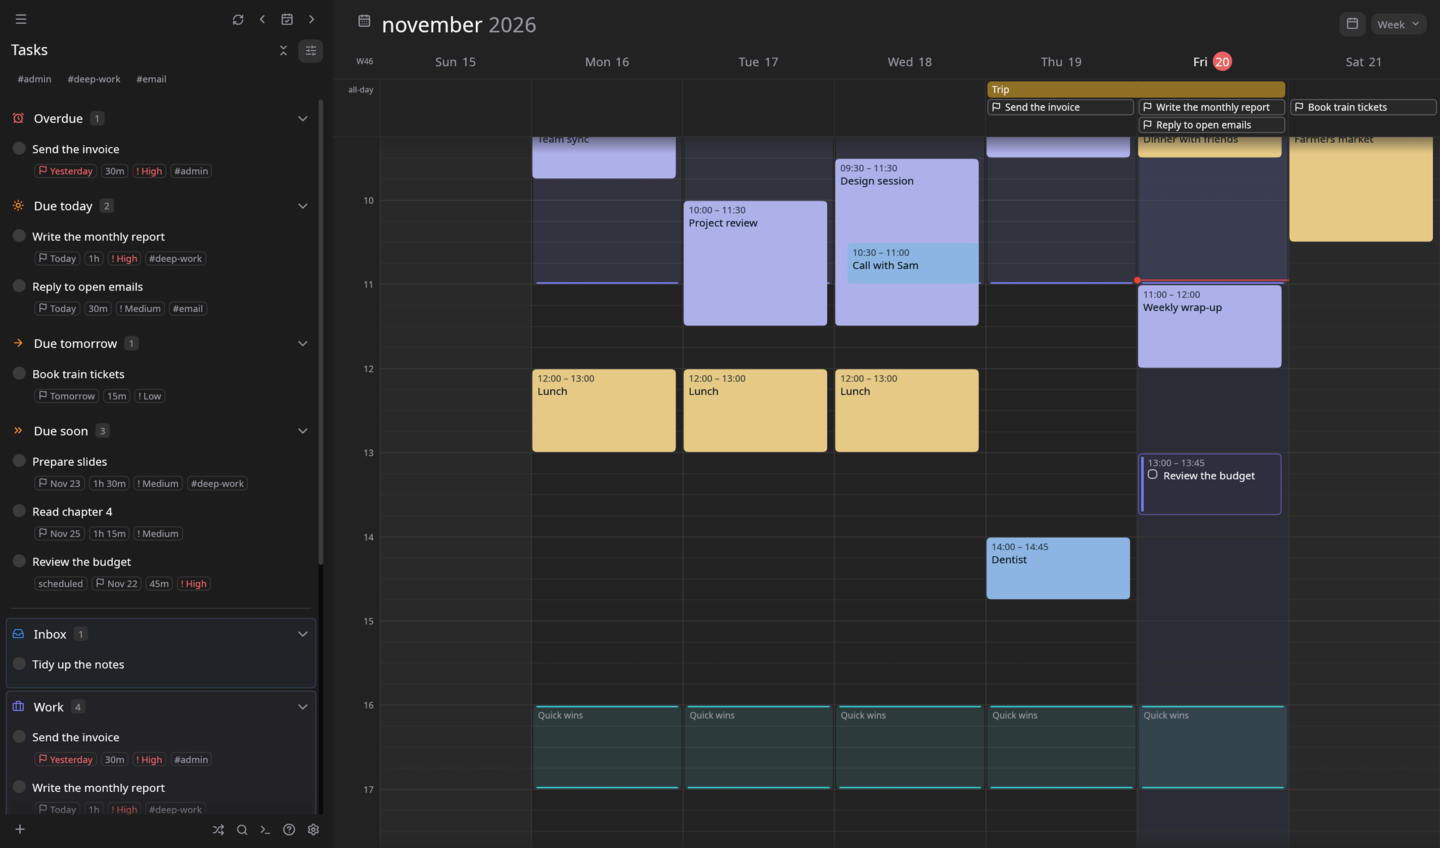 november 2026
Week
Tasks
#admin #deep-work #email
Overdue 1
Send the invoice
Yesterday 30m ! High #admin
Due today 2
Write the monthly report
Today 1h ! High #deep-work
Reply to open emails
Today 30m ! Medium #email
Due tomorrow 1
Book train tickets
Tomorrow 15m ! Low
Due soon 3
Prepare slides
Nov 23 1h 30m ! Medium #deep-work
Read chapter 4
Nov 25 1h 15m ! Medium
Review the budget
scheduled Nov 22 45m ! High
Inbox 1
Tidy up the notes
Work 4
Send the invoice
Yesterday 30m ! High #admin
Write the monthly report
Today 1h ! High #deep-work
W46 Sun 15 Mon 16 Tue 17 Wed 18 Thu 19 Fri 20 Sat 21
all-day
Trip
Send the invoice Write the monthly report Book train tickets
Reply to open emails
Team sync Dinner with friends Farmers market
09:30 – 11:30
Design session
10
10:00 – 11:30
Project review
10:30 – 11:00
Call with Sam
11
11:00 – 12:00
Weekly wrap-up
12
12:00 – 13:00 12:00 – 13:00 12:00 – 13:00
Lunch Lunch Lunch
13
13:00 – 13:45
Review the budget
14
14:00 – 14:45
Dentist
15
16
Quick wins Quick wins Quick wins Quick wins Quick wins
17